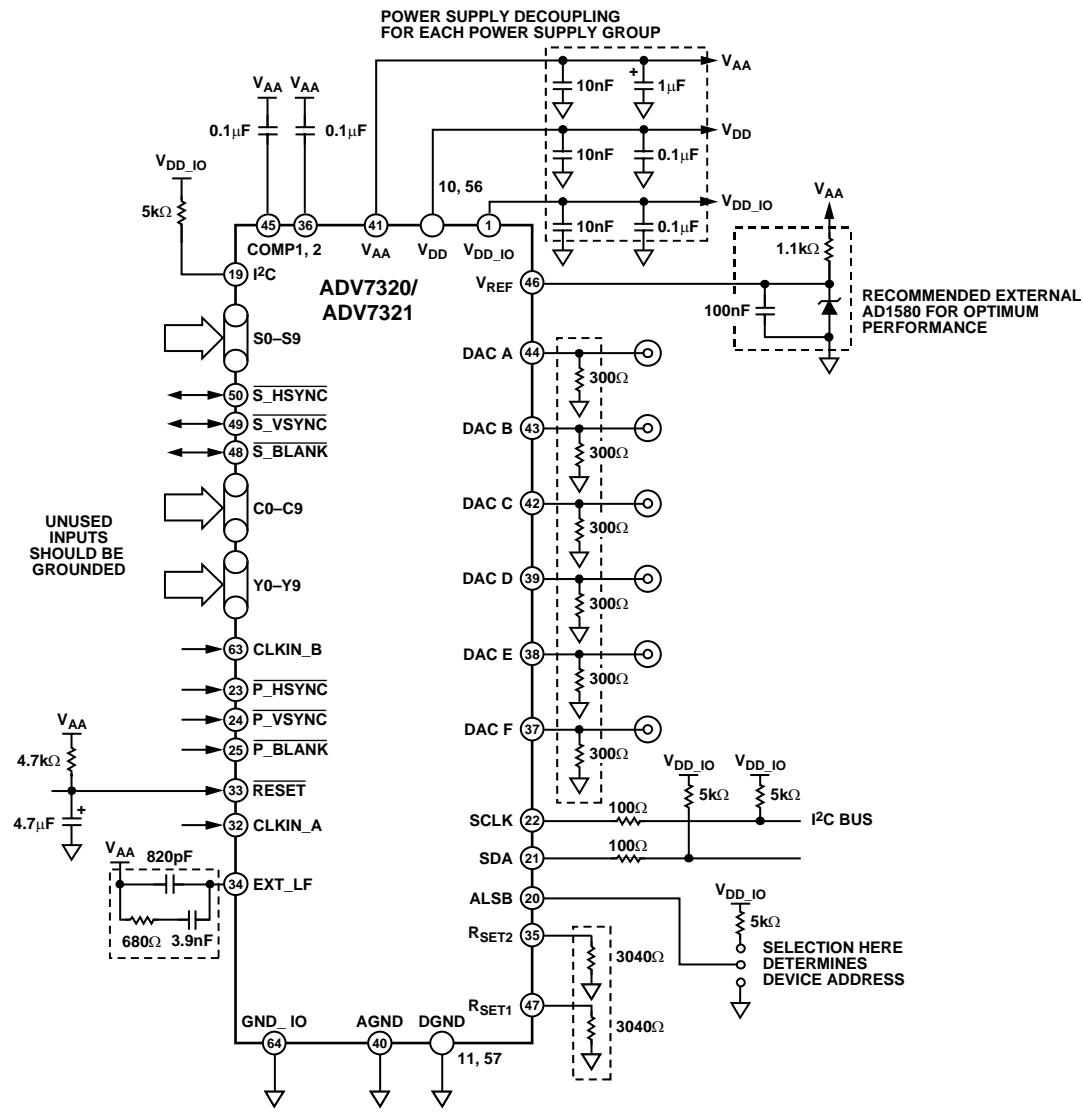 POWER SUPPLY DECOUPLING
FOR EACH POWER SUPPLY GROUP
VAA
10nF
+
1μF
VAA
VAA
0.1μF
0.1μF
VDD
10nF
0.1μF
VDD_IO
5kΩ
10, 56
VDD_IO
10nF
0.1μF
VAA
1.1kΩ
45
36
41
1
COMP1, 2
VAA
VDD
VDD_IO
19
I2C
ADV7320/
ADV7321
VREF
46
100nF
RECOMMENDED EXTERNAL
AD1580 FOR OPTIMUM
PERFORMANCE
S0–S9
DAC A
44
300Ω
50
S_HSYNC
49
S_VSYNC
48
S_BLANK
DAC B
43
300Ω
C0–C9
DAC C
42
300Ω
UNUSED
INPUTS
SHOULD BE
GROUNDED
Y0–Y9
DAC D
39
300Ω
63
CLKIN_B
DAC E
38
300Ω
23
P_HSYNC
24
P_VSYNC
25
P_BLANK
DAC F
37
300Ω
VAA
4.7kΩ
33
RESET
4.7μF
+
32
CLKIN_A
VDD_IO
VDD_IO
5kΩ
5kΩ
SCLK
22
100Ω
I2C BUS
SDA
21
100Ω
VAA
820pF
34
EXT_LF
680Ω
3.9nF
ALSB
20
VDD_IO
5kΩ
SELECTION HERE
DETERMINES
DEVICE ADDRESS
RSET2
35
3040Ω
RSET1
47
3040Ω
GND_ IO
AGND
DGND
64
40
11, 57